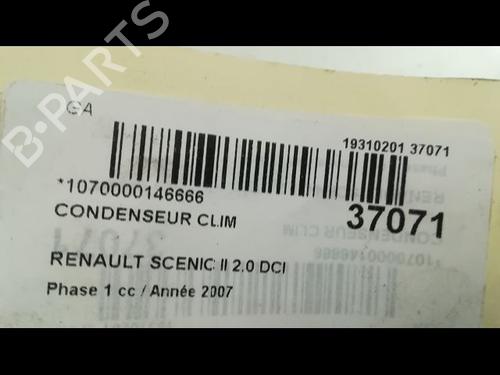 B-PARTS
GA
19310201 37071
*1070000146666
37071
CONDENSEUR CLIM
RENAULT SCENIC II 2.0 DCI
Phase 1 cc / Année 2007